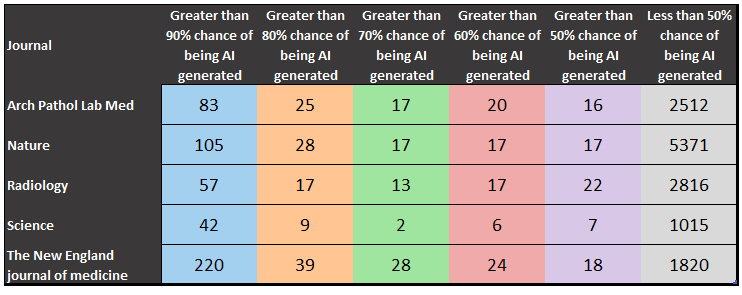 Journal
Greater than
90% chance of
being AI
generated
Greater than
80% chance of
being AI
generated
Greater than
70% chance of
being AI
generated
Greater than
60% chance of
being AI
generated
Greater than
50% chance of
being AI
generated
Less than 50%
chance of
being AI
generated
Arch Pathol Lab Med 83 25 17 20 16 2512
Nature 105 28 17 17 17 5371
Radiology 57 17 13 17 22 2816
Science 42 9 2 6 7 1015
The New England
journal of medicine 220 39 28 24 18 1820